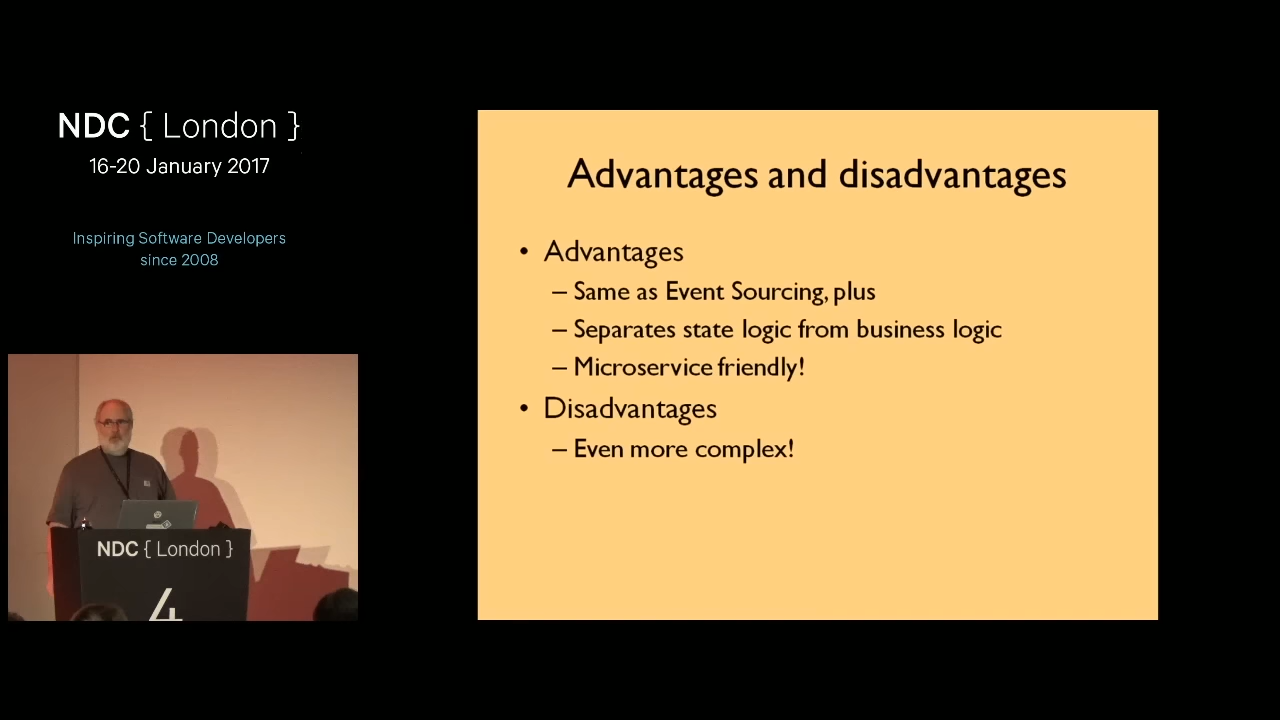 NDC { London }
16-20 January 2017
Inspiring Software Developers
since 2008
Advantages and disadvantages
• Advantages
– Same as Event Sourcing, plus
– Separates state logic from business logic
– Microservice friendly!
• Disadvantages
– Even more complex!
NDC { London }
4